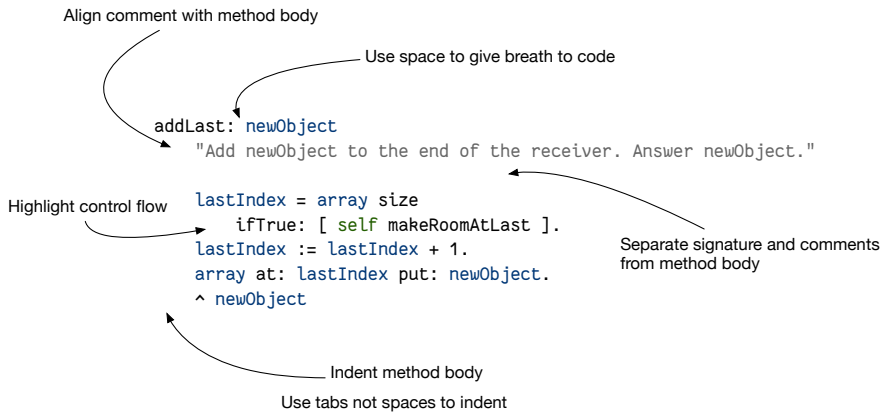 Align comment with method body
Use space to give breath to code
addLast: newObject
"Add newObject to the end of the receiver. Answer newObject."
lastIndex = array size
Highlight control flow
ifTrue: [ self makeRoomAtLast ].
lastIndex := lastIndex + 1.
array at: lastIndex put: newObject.
^ newObject
Separate signature and comments
from method body
Indent method body
Use tabs not spaces to indent